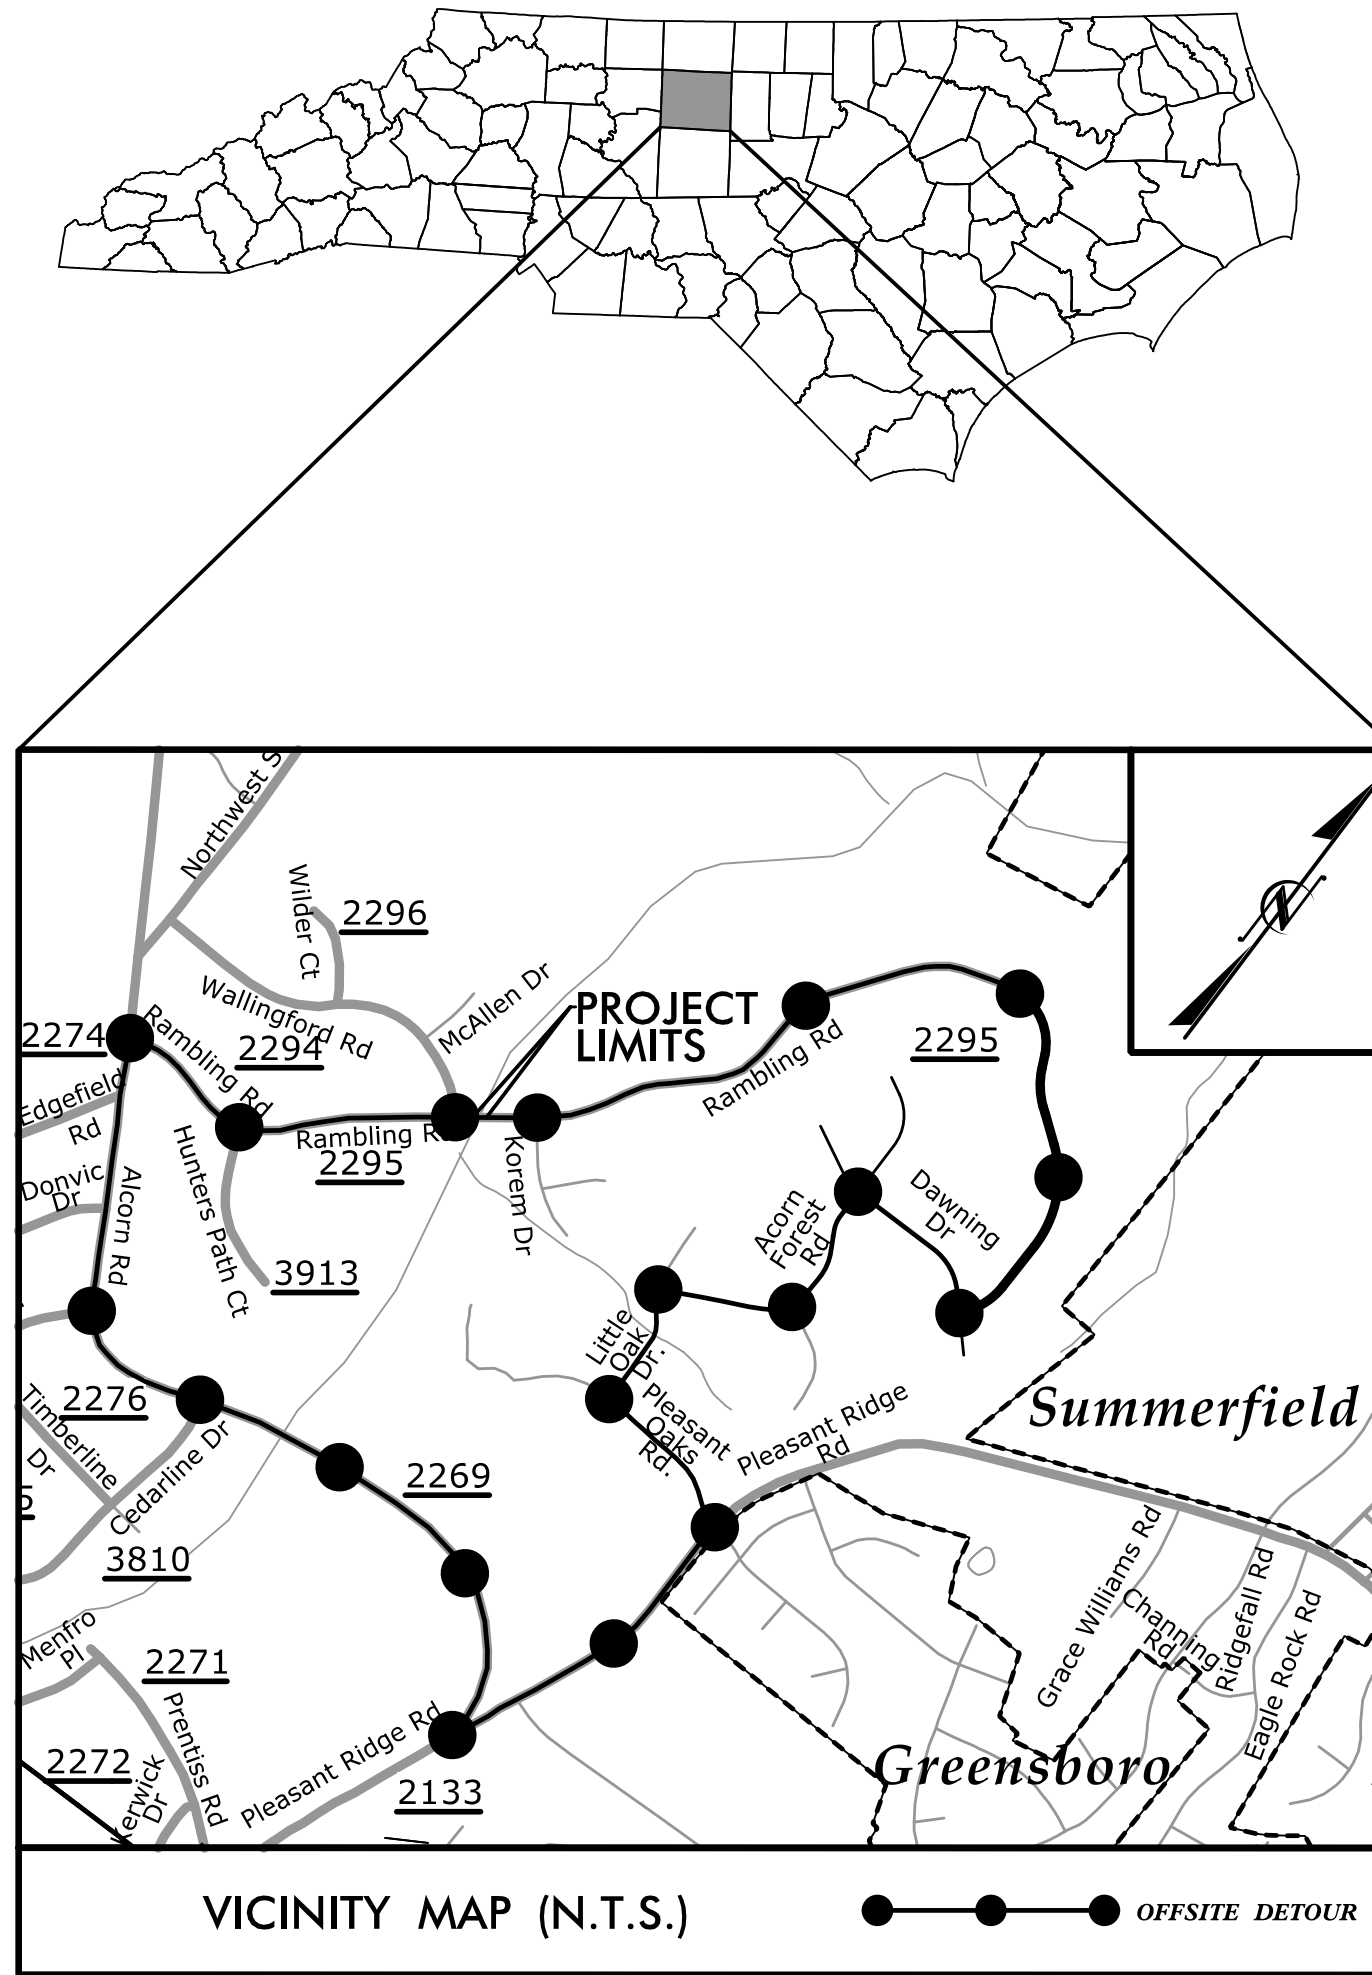 Northwest S
Wilder Ct
2296
Wallingford Rd
McAllen Dr
PROJECT
LIMITS
N
2274
Rambling Rd
2294
Rambling Rd
2295
Edgefield
Rd
Hunters Path Ct
Rambling R
2295
Korem Dr
Donvic
Dr
Alcorn Rd
Acorn
Forest
Rd
Dawning
Dr
3913
Little
Oak
Dr.
2276
Timberline
Dr
Pleasant
Oaks
Rd.
Pleasant Ridge
Rd
Summerfield
Cedarline Dr
2269
5
3810
Grace Williams Rd
Channing
Rd
Ridgefall Rd
Eagle Rock Rd
Menfro
Pl
2271
Prentiss Rd
Pleasant Ridge Rd
2272
Kerwick
Dr
2133
Greensboro
VICINITY MAP (N.T.S.)
OFFSITE DETOUR